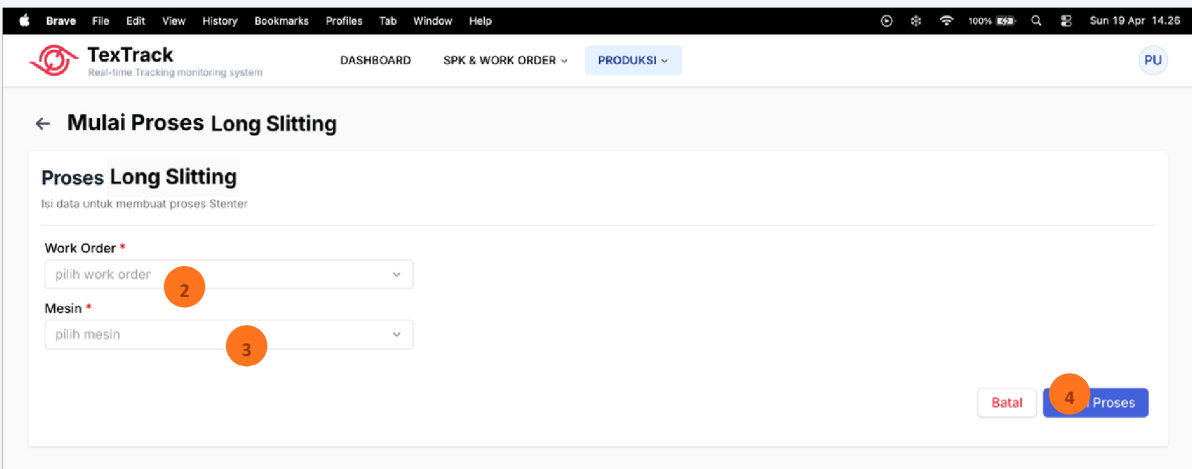 Brave File Edit View History Bookmarks Profiles Tab Window Help 100% Sun 19 Apr 14.26
TexTrack
Real-time Tracking monitoring system
DASHBOARD SPK & WORK ORDER PRODUKSI PU
Mulai Proses Long Slitting
Proses Long Slitting
Isi data untuk membuat proses Stenter
Work Order *
pilih work order
2
Mesin *
pilih mesin
3
Batal 4 Proses